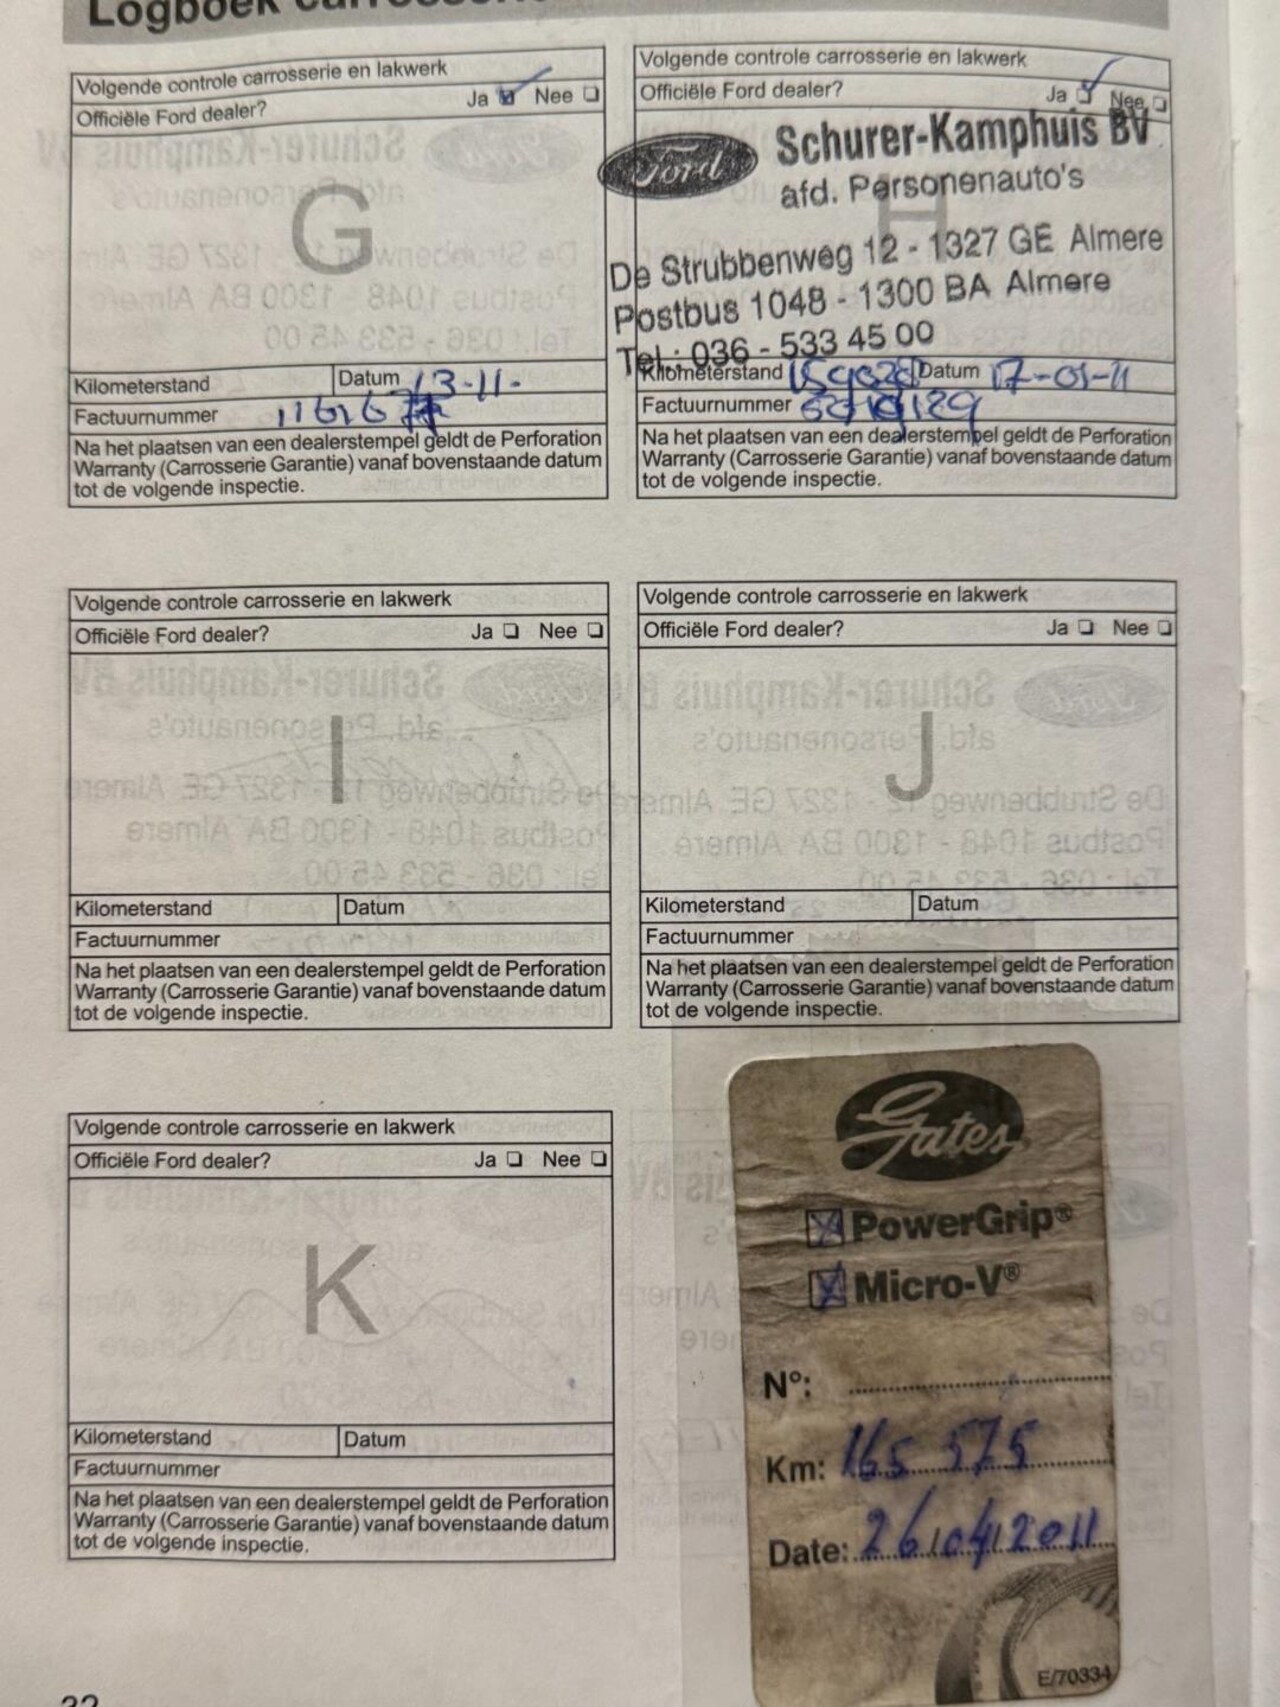 Logboek
Volgende controle carrosserie en lakwerk
Officiële Ford dealer? Ja Nee
G
Kilometerstand Datum 13-11-
Factuurnummer
Na het plaatsen van een dealerstempel geldt de Perforation
Warranty (Carrosserie Garantie) vanaf bovenstaande datum
tot de volgende inspectie.
Volgende controle carrosserie en lakwerk
Officiële Ford dealer? Ja Nee
Ford Schurer-Kamphuis BV
afd. Personenauto's
H
De Strubbenweg 12 - 1327 GE Almere
Postbus 1048 - 1300 BA Almere
Tel.: 036 - 533 45 00
Kilometerstand Datum 17-01-11
Factuurnummer
Na het plaatsen van een dealerstempel geldt de Perforation
Warranty (Carrosserie Garantie) vanaf bovenstaande datum
tot de volgende inspectie.
Volgende controle carrosserie en lakwerk
Officiële Ford dealer? Ja Nee
I
Kilometerstand Datum
Factuurnummer
Na het plaatsen van een dealerstempel geldt de Perforation
Warranty (Carrosserie Garantie) vanaf bovenstaande datum
tot de volgende inspectie.
Volgende controle carrosserie en lakwerk
Officiële Ford dealer? Ja Nee
J
Kilometerstand Datum
Factuurnummer
Na het plaatsen van een dealerstempel geldt de Perforation
Warranty (Carrosserie Garantie) vanaf bovenstaande datum
tot de volgende inspectie.
Volgende controle carrosserie en lakwerk
Officiële Ford dealer? Ja Nee
K
Kilometerstand Datum
Factuurnummer
Na het plaatsen van een dealerstempel geldt de Perforation
Warranty (Carrosserie Garantie) vanaf bovenstaande datum
tot de volgende inspectie.
Gates
PowerGrip®
Micro-V®
N°:
Km: 165 575
Date: 26/04/2011
E/70334